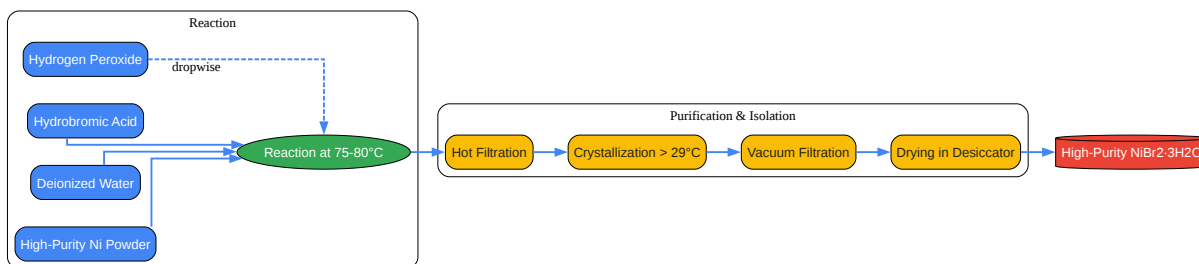 Reaction
Hydrogen Peroxide
dropwise
Hydrobromic Acid
Reaction at 75-80°C
Deionized Water
High-Purity Ni Powder
Purification & Isolation
Hot Filtration
Crystallization > 29°C
Vacuum Filtration
Drying in Desiccator
High-Purity NiBr2·3H2O